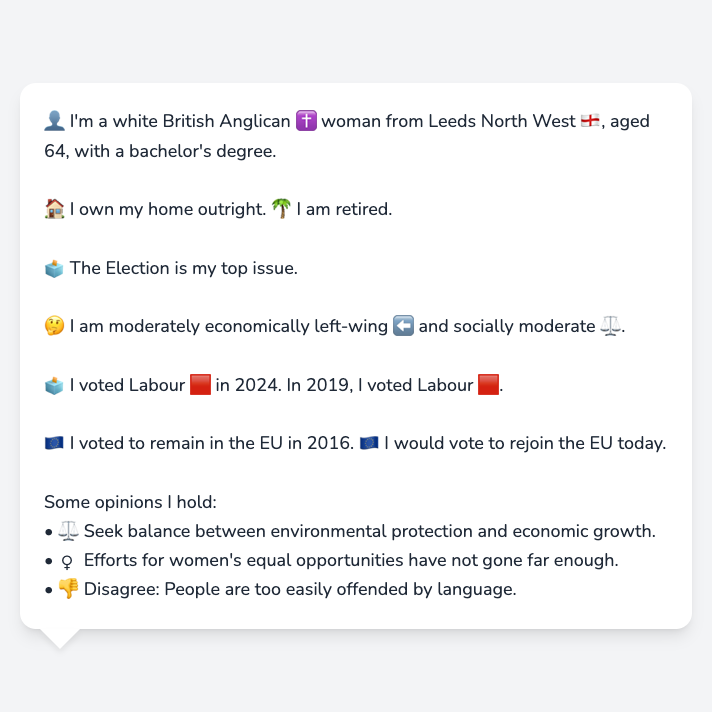 👤 I'm a white British Anglican ✝️ woman from Leeds North West 🏴󠁧󠁢󠁥󠁮󠁧󠁿, aged
64, with a bachelor's degree.
🏠 I own my home outright. 🌴 I am retired.
🗳️ The Election is my top issue.
🤔 I am moderately economically left-wing ⬅️ and socially moderate ⚖️.
🗳️ I voted Labour 🟥 in 2024. In 2019, I voted Labour 🟥.
🇪🇺 I voted to remain in the EU in 2016. 🇪🇺 I would vote to rejoin the EU today.
Some opinions I hold:
• ⚖️ Seek balance between environmental protection and economic growth.
• ♀ Efforts for women's equal opportunities have not gone far enough.
• 👎 Disagree: People are too easily offended by language.